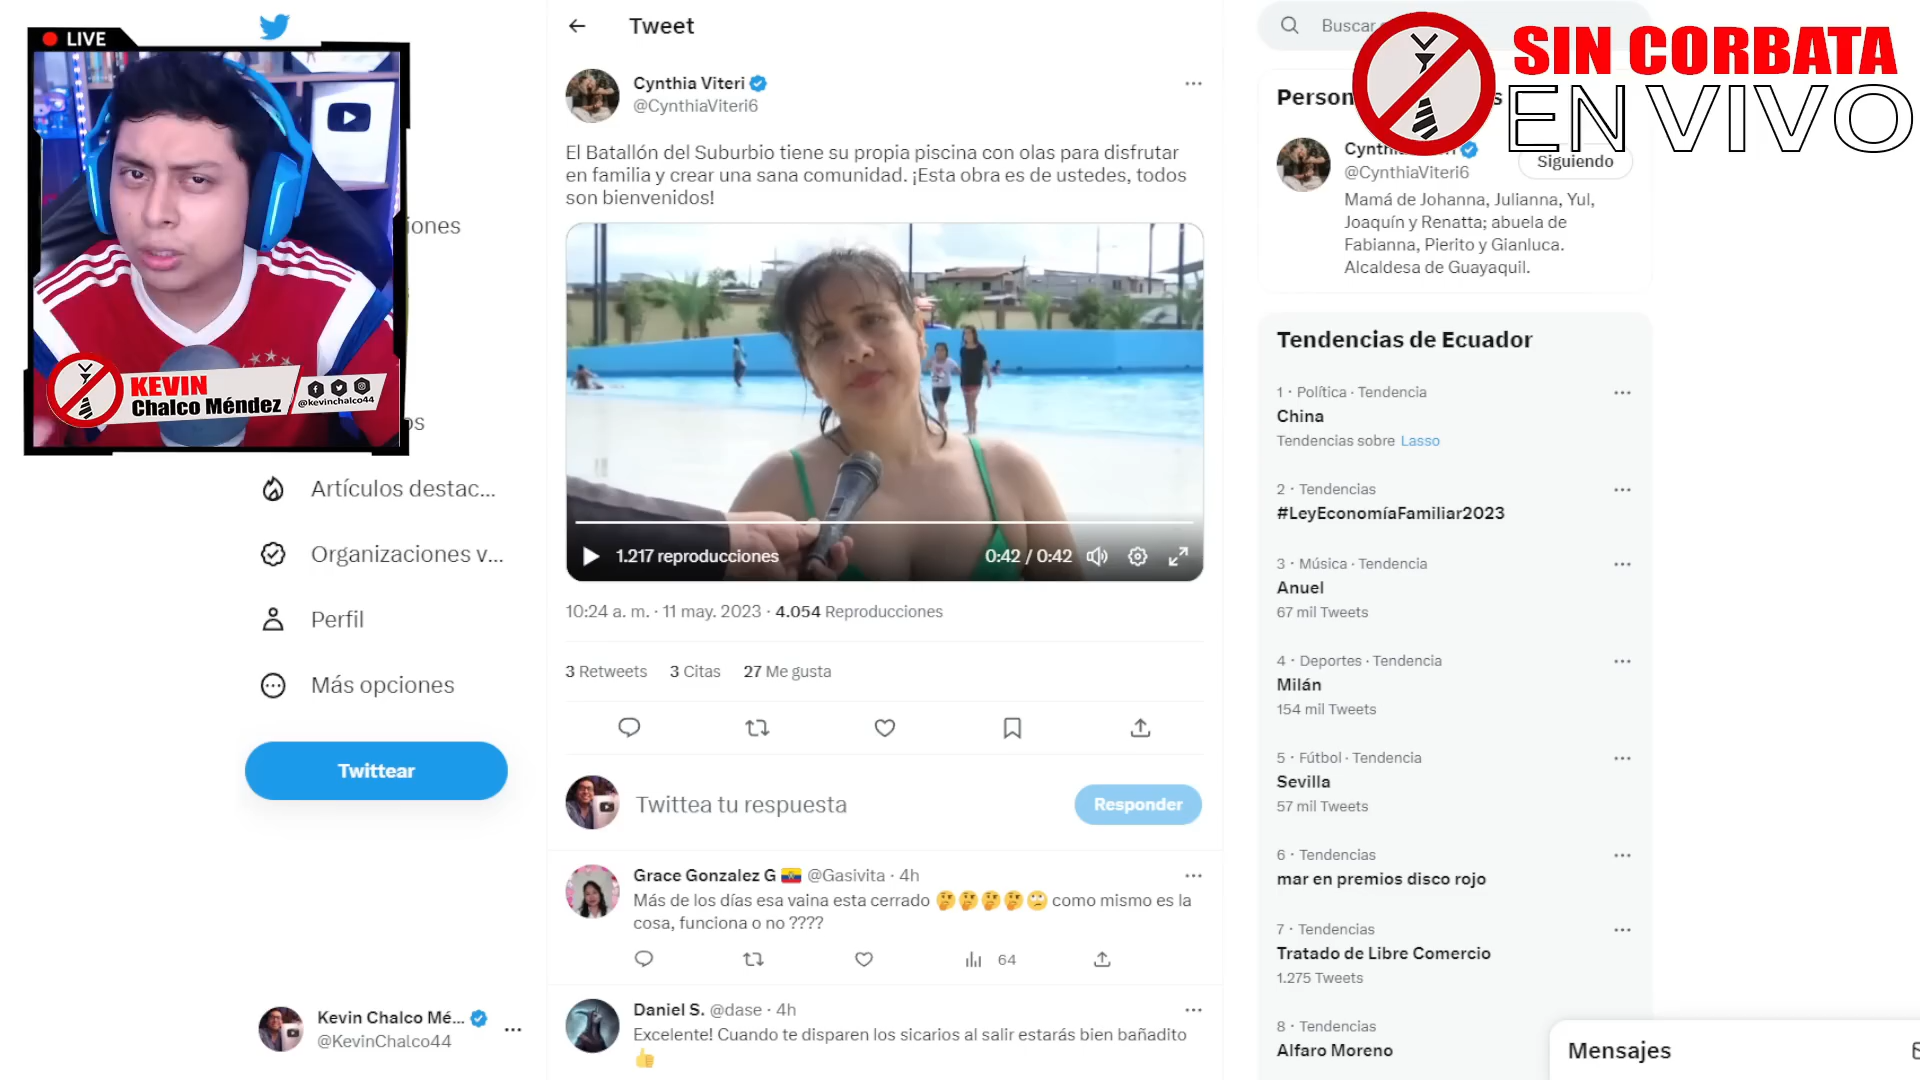 LIVE
KEVIN
Chalco Méndez
@kevinchalco44
iones
os
Artículos destac...
Organizaciones v...
Perfil
Más opciones
Twittear
Kevin Chalco Mé...
@KevinChalco44
Tweet
Cynthia Viteri
@CynthiaViteri6
El Batallón del Suburbio tiene su propia piscina con olas para disfrutar
en familia y crear una sana comunidad. ¡Esta obra es de ustedes, todos
son bienvenidos!
1.217 reproducciones
0:42 / 0:42
10:24 a. m. · 11 may. 2023 · 4.054 Reproducciones
3 Retweets 3 Citas 27 Me gusta
Twittea tu respuesta
Responder
Grace Gonzalez G 🇪🇨 @Gasivita · 4h
Más de los días esa vaina esta cerrado 🤔🤔🤔🤔🙄 como mismo es la
cosa, funciona o no ????
64
Daniel S. @dase · 4h
Excelente! Cuando te disparen los sicarios al salir estarás bien bañadito
👍
Buscar
SIN CORBATA
EN VIVO
Person
s
Cynth
@CynthiaViteri6
Siguiendo
Mamá de Johanna, Julianna, Yul,
Joaquín y Renatta; abuela de
Fabianna, Pierito y Gianluca.
Alcaldesa de Guayaquil.
Tendencias de Ecuador
1 · Política · Tendencia
China
Tendencias sobre Lasso
2 · Tendencias
#LeyEconomíaFamiliar2023
3 · Música · Tendencia
Anuel
67 mil Tweets
4 · Deportes · Tendencia
Milán
154 mil Tweets
5 · Fútbol · Tendencia
Sevilla
57 mil Tweets
6 · Tendencias
mar en premios disco rojo
7 · Tendencias
Tratado de Libre Comercio
1.275 Tweets
8 · Tendencias
Alfaro Moreno
Mensajes